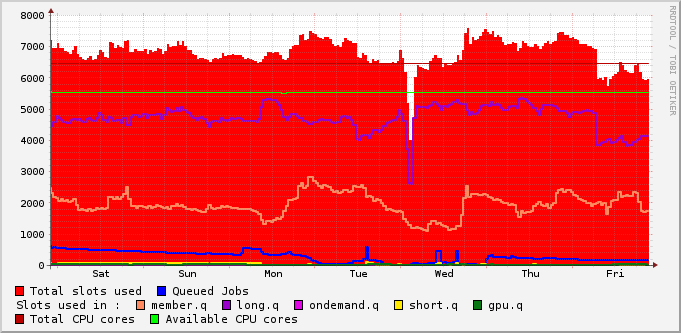 RRDTOOL / TOBI OETIKER
8000
7000
6000
5000
4000
3000
2000
1000
0
Sat Sun Mon Tue Wed Thu Fri
Total slots used Queued Jobs
Slots used in : member.q long.q ondemand.q short.q gpu.q
Total CPU cores Available CPU cores